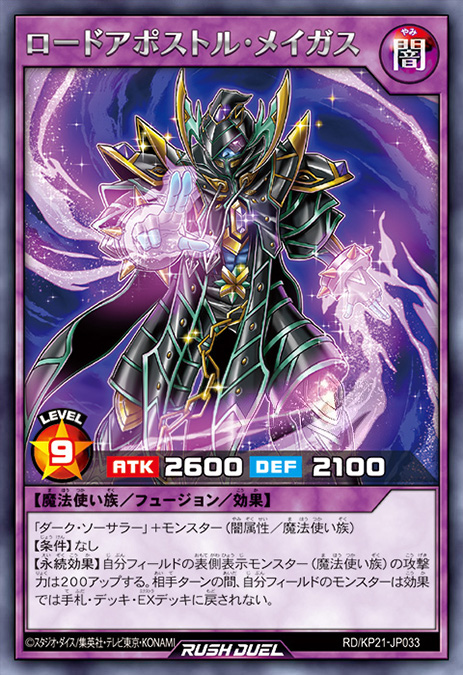 ロードアポストル・メイガス
やみ
闇
LEVEL
9
ATK 2600 DEF 2100
【魔法使い族／フュージョン／効果】
「ダーク・ソーサラー」+モンスター(闇属性／魔法使い族)
【条件】なし
【永続効果】自分フィールドの表側表示モンスター(魔法使い族)の攻撃
力は200アップする。相手ターンの間、自分フィールドのモンスターは効果
では手札・デッキ・EXデッキに戻されない。
©スタジオ・ダイス/集英社・テレビ東京・KONAMI
RUSH DUEL
RD/KP21-JP033